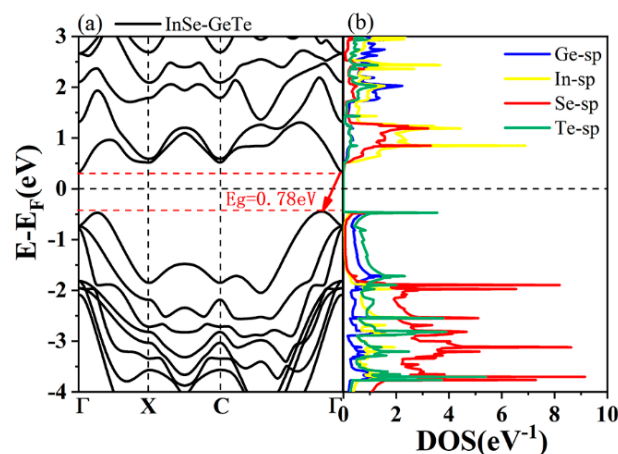 (a)
InSe-GeTe
(b)
Ge-sp
In-sp
Se-sp
Te-sp
E-E_F(eV)
3
2
1
0
-1
-2
-3
-4
Eg=0.78eV
Γ
X
C
Γ
0
2
4
6
8
10
DOS(eV⁻¹)